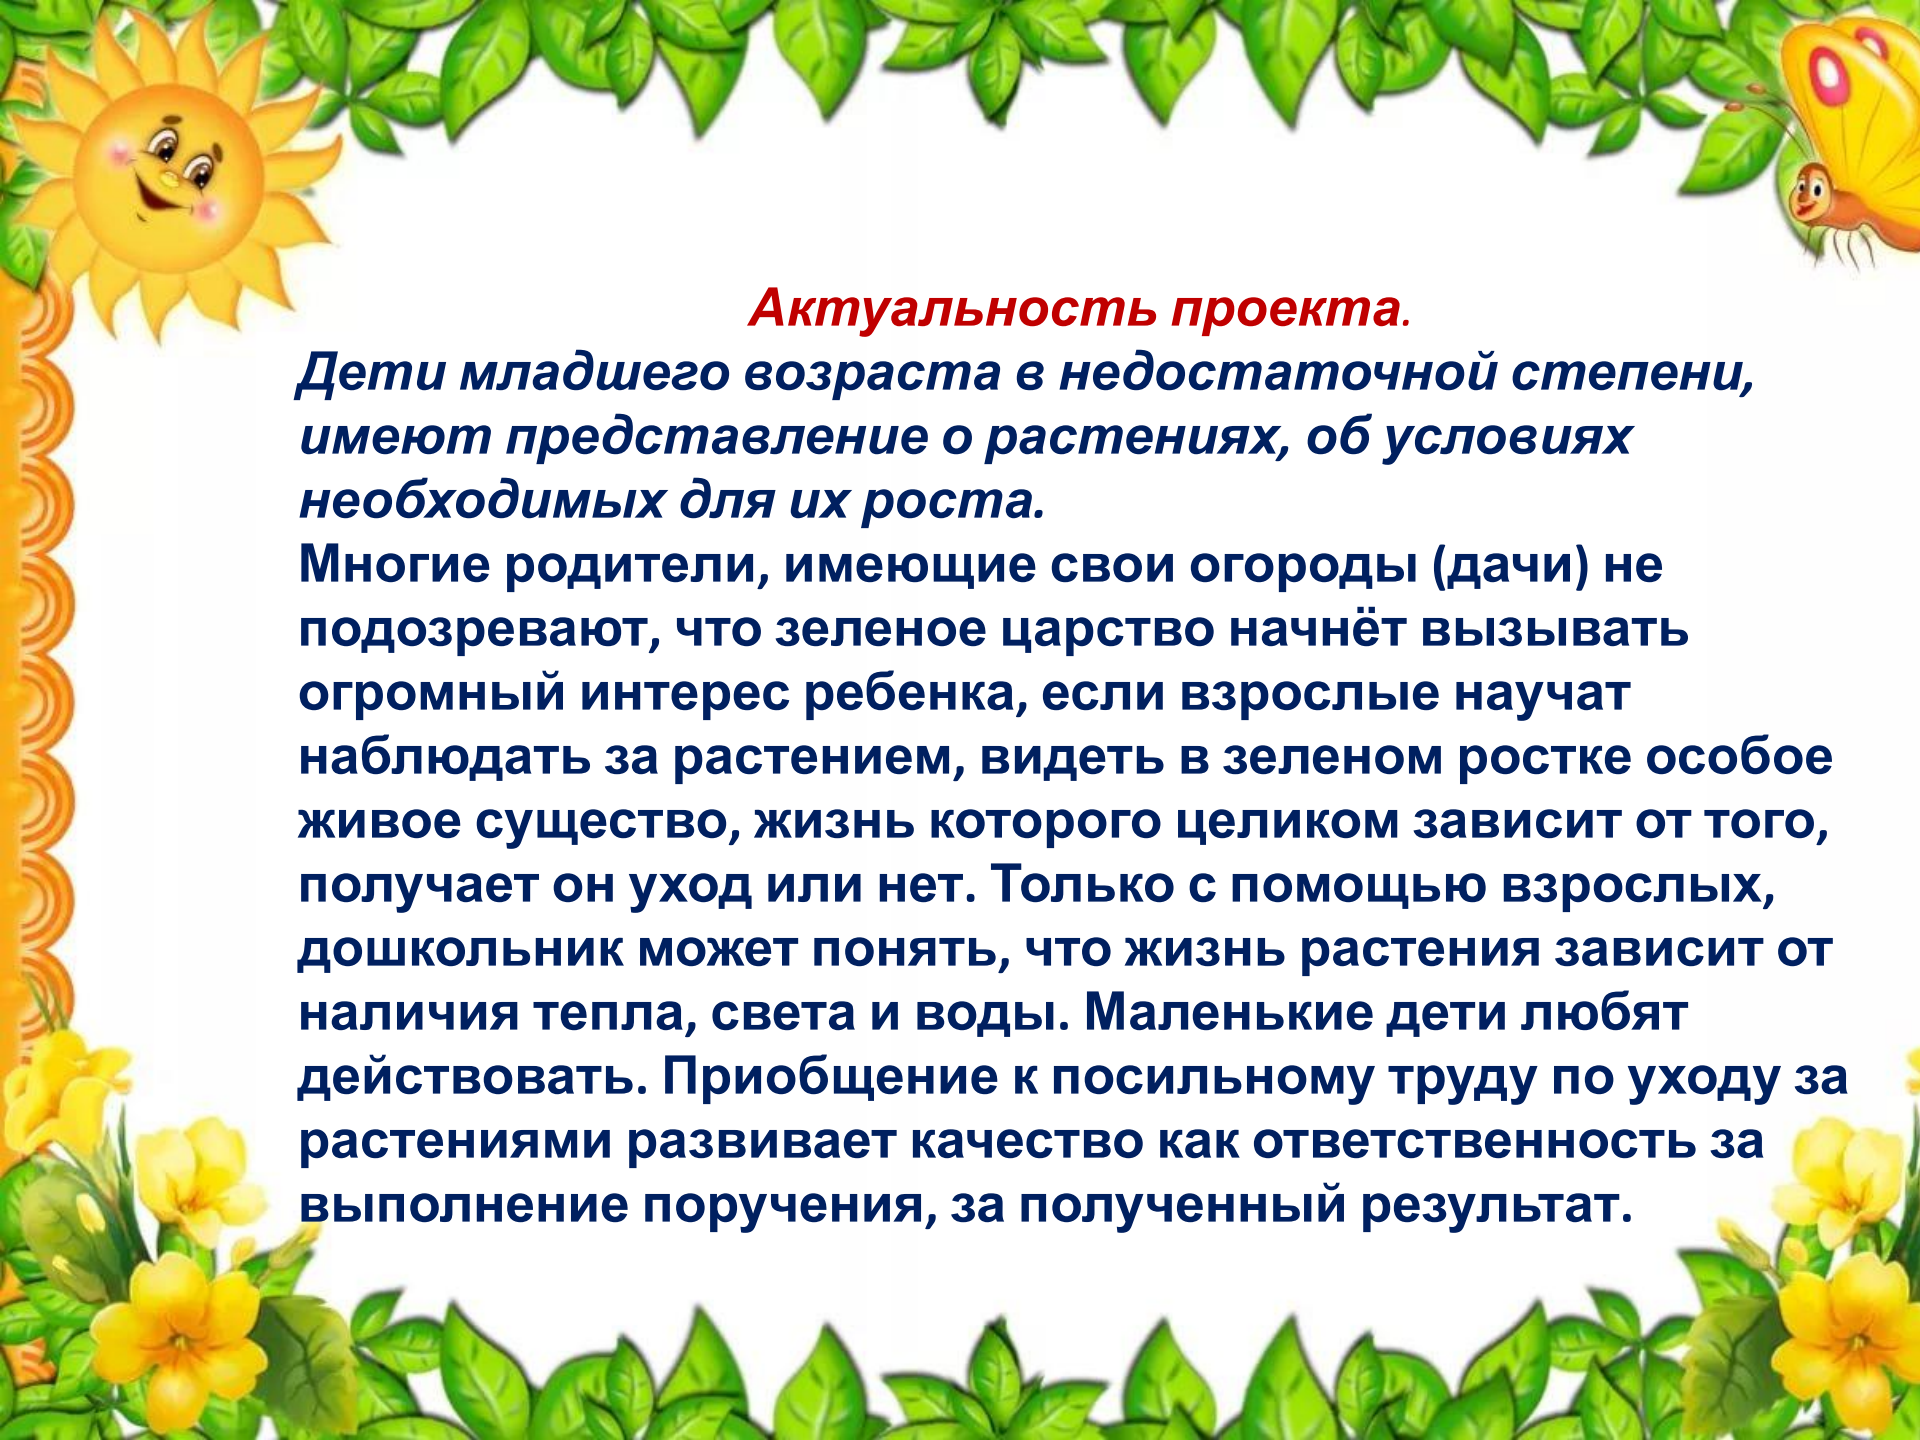 Актуальность проекта.
Дети младшего возраста в недостаточной степени,
имеют представление о растениях, об условиях
необходимых для их роста.
Многие родители, имеющие свои огороды (дачи) не
подозревают, что зеленое царство начнёт вызывать
огромный интерес ребенка, если взрослые научат
наблюдать за растением, видеть в зеленом ростке особое
живое существо, жизнь которого целиком зависит от того,
получает он уход или нет. Только с помощью взрослых,
дошкольник может понять, что жизнь растения зависит от
наличия тепла, света и воды. Маленькие дети любят
действовать. Приобщение к посильному труду по уходу за
растениями развивает качество как ответственность за
выполнение поручения, за полученный результат.